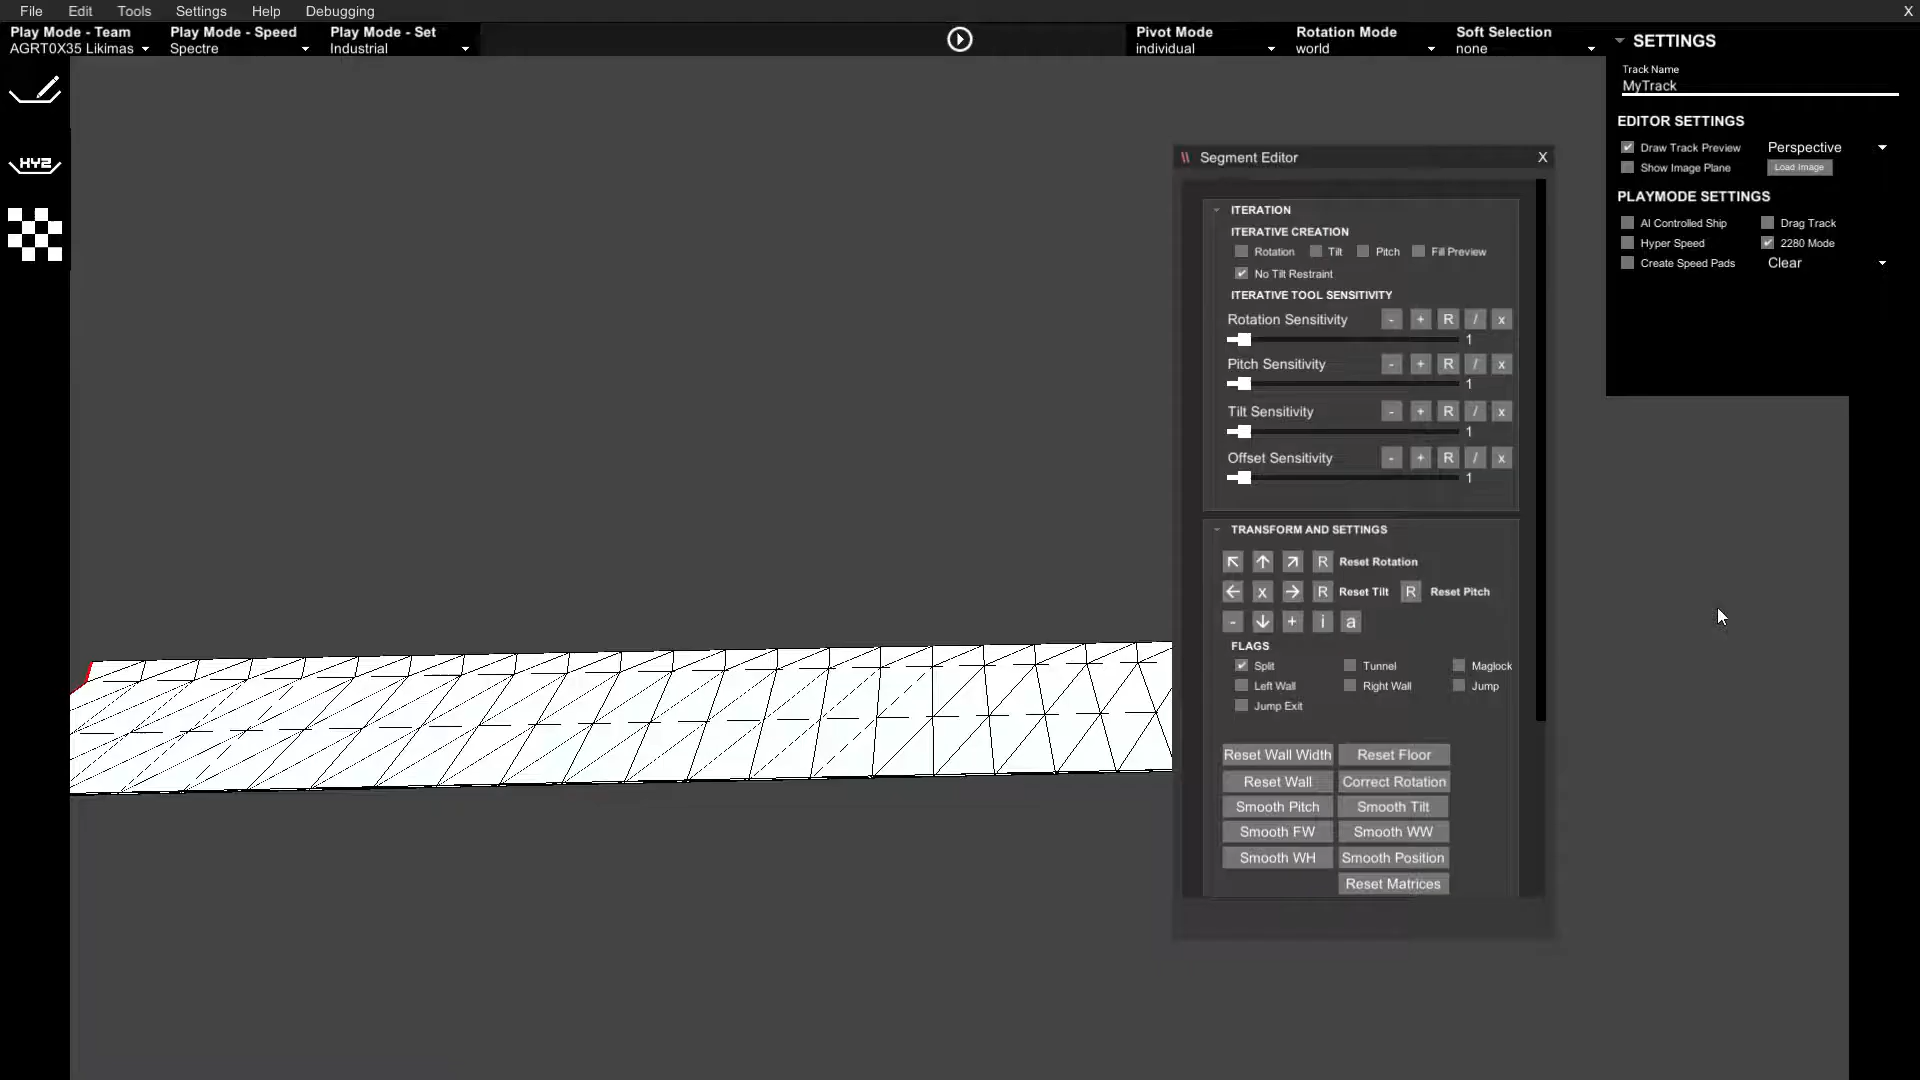 File Edit Tools Settings Help Debugging X
Play Mode - Team Play Mode - Speed Play Mode - Set Pivot Mode Rotation Mode Soft Selection
AGRT0X35 Likimas Spectre Industrial individual world none
SETTINGS
Track Name
MyTrack
EDITOR SETTINGS
Draw Track Preview Perspective
Show Image Plane Load Image
PLAYMODE SETTINGS
AI Controlled Ship Drag Track
Hyper Speed 2280 Mode
Create Speed Pads Clear
HYZ
Segment Editor X
ITERATION
ITERATIVE CREATION
Rotation Tilt Pitch Fill Preview
No Tilt Restraint
ITERATIVE TOOL SENSITIVITY
Rotation Sensitivity - + R / x
1
Pitch Sensitivity - + R / x
1
Tilt Sensitivity - + R / x
1
Offset Sensitivity - + R / x
1
TRANSFORM AND SETTINGS
R Reset Rotation
x R Reset Tilt R Reset Pitch
- + i a
FLAGS
Split Tunnel Maglock
Left Wall Right Wall Jump
Jump Exit
Reset Wall Width Reset Floor
Reset Wall Correct Rotation
Smooth Pitch Smooth Tilt
Smooth FW Smooth WW
Smooth WH Smooth Position
Reset Matrices